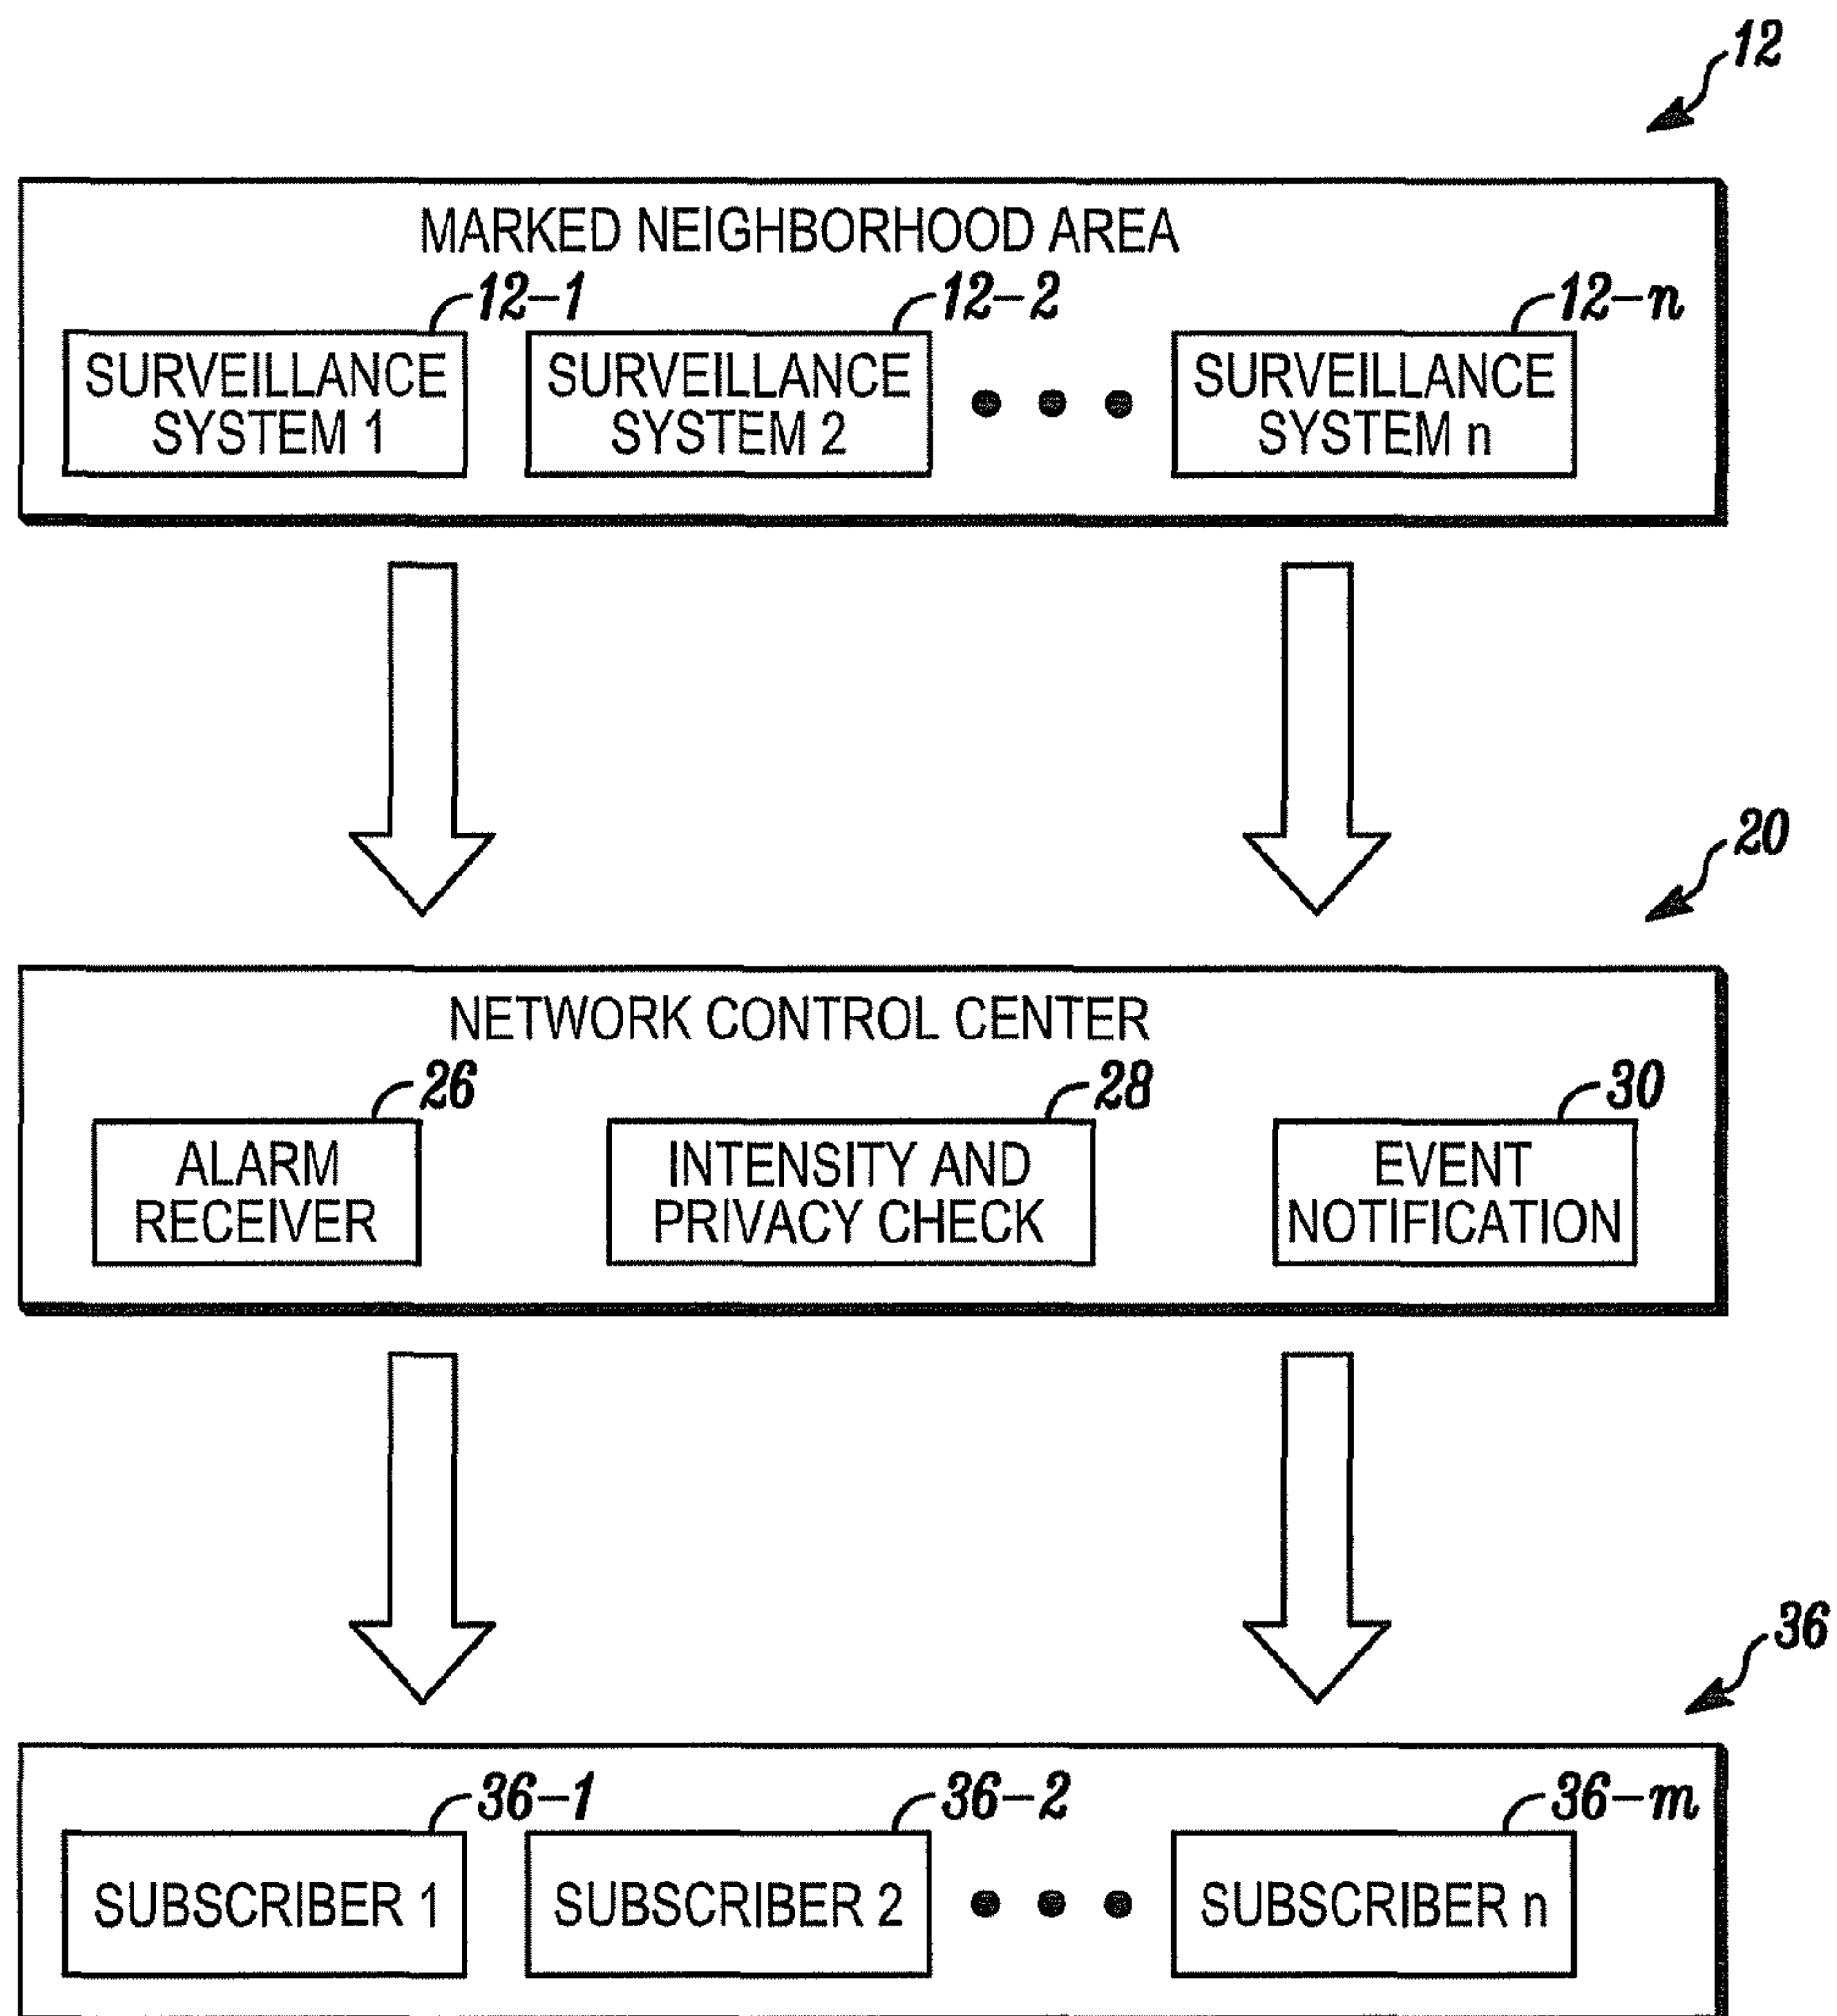 12
MARKED NEIGHBORHOOD AREA
12-1
12-2
12-n
SURVEILLANCE
SYSTEM 1
SURVEILLANCE
SYSTEM 2
SURVEILLANCE
SYSTEM n
20
NETWORK CONTROL CENTER
26
28
30
ALARM
RECEIVER
INTENSITY AND
PRIVACY CHECK
EVENT
NOTIFICATION
36
36-1
36-2
36-m
SUBSCRIBER 1
SUBSCRIBER 2
SUBSCRIBER n